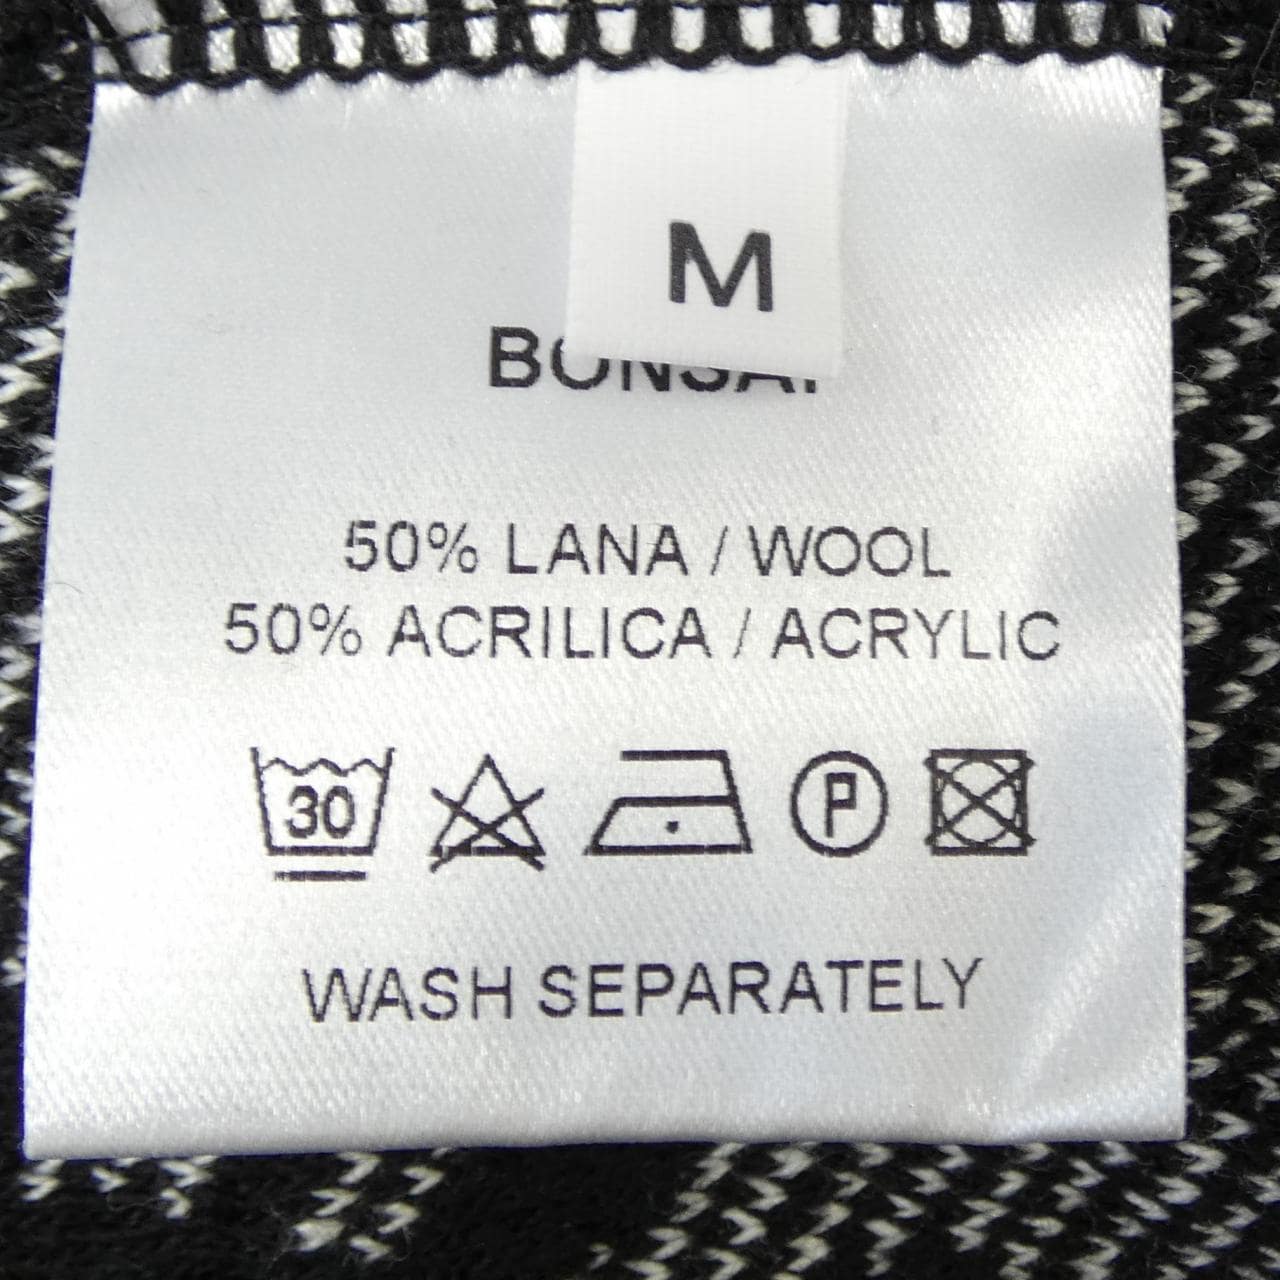 M
BONSAI
50% LANA / WOOL
50% ACRILICA / ACRYLIC
30 P
WASH SEPARATELY